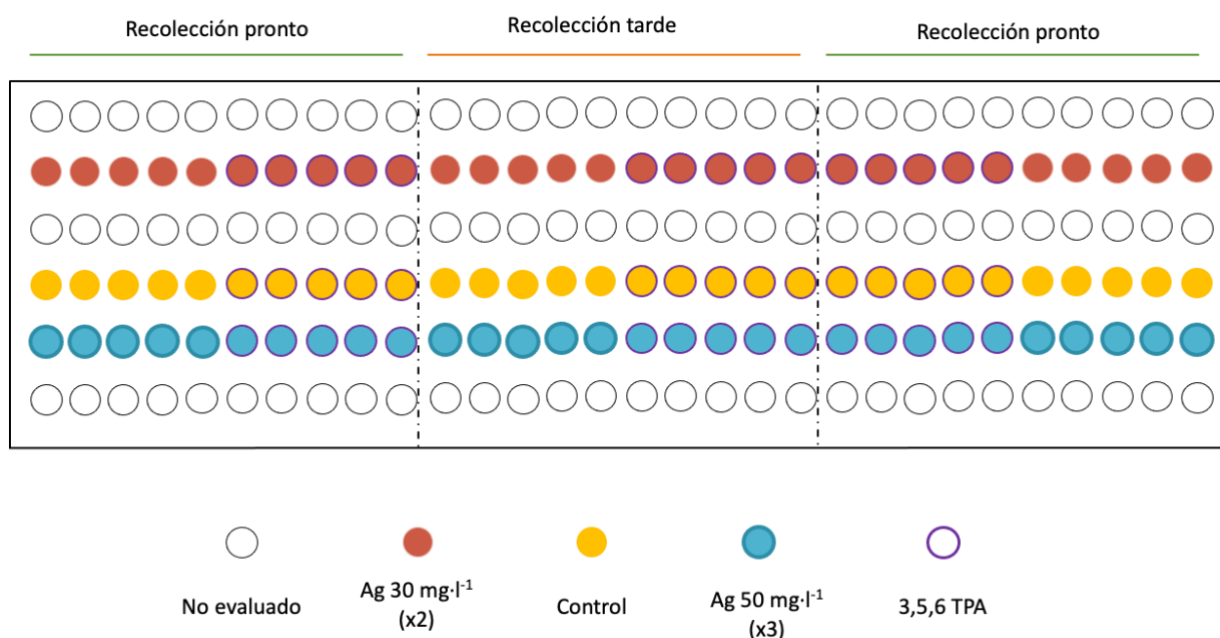 Recolección pronto
Recolección tarde
Recolección pronto
No evaluado
Ag 30 mg·l⁻¹
(x2)
Control
Ag 50 mg·l⁻¹
(x3)
3,5,6 TPA